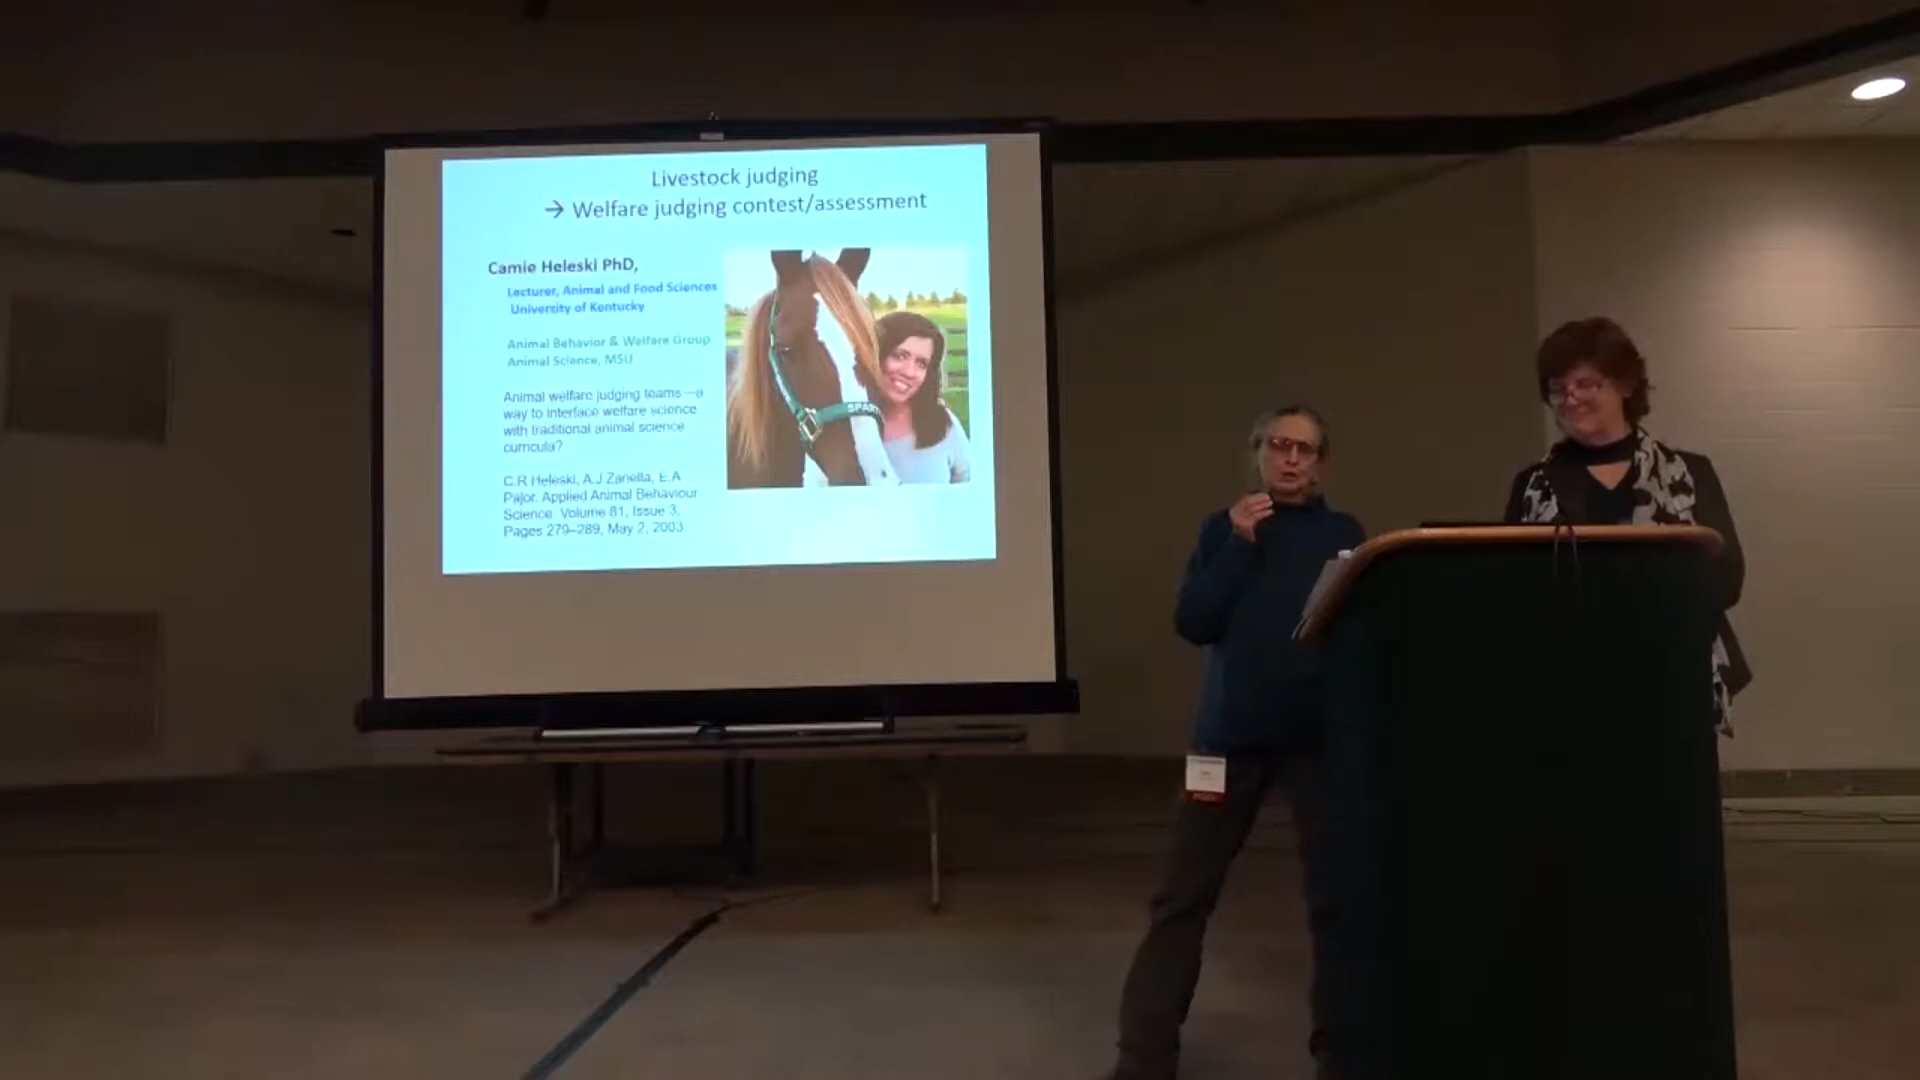 Livestock judging
→ Welfare judging contest/assessment
Camie Heleski PhD,
Lecturer, Animal and Food Sciences
University of Kentucky
Animal Behavior & Welfare Group
Animal Science, MSU
Animal welfare judging teams—a
way to interface welfare science
with traditional animal science
curricula?
C.R Heleski, A.J Zanella, E.A
Pajor. Applied Animal Behaviour
Science. Volume 81, Issue 3,
Pages 279–289, May 2, 2003
SPART